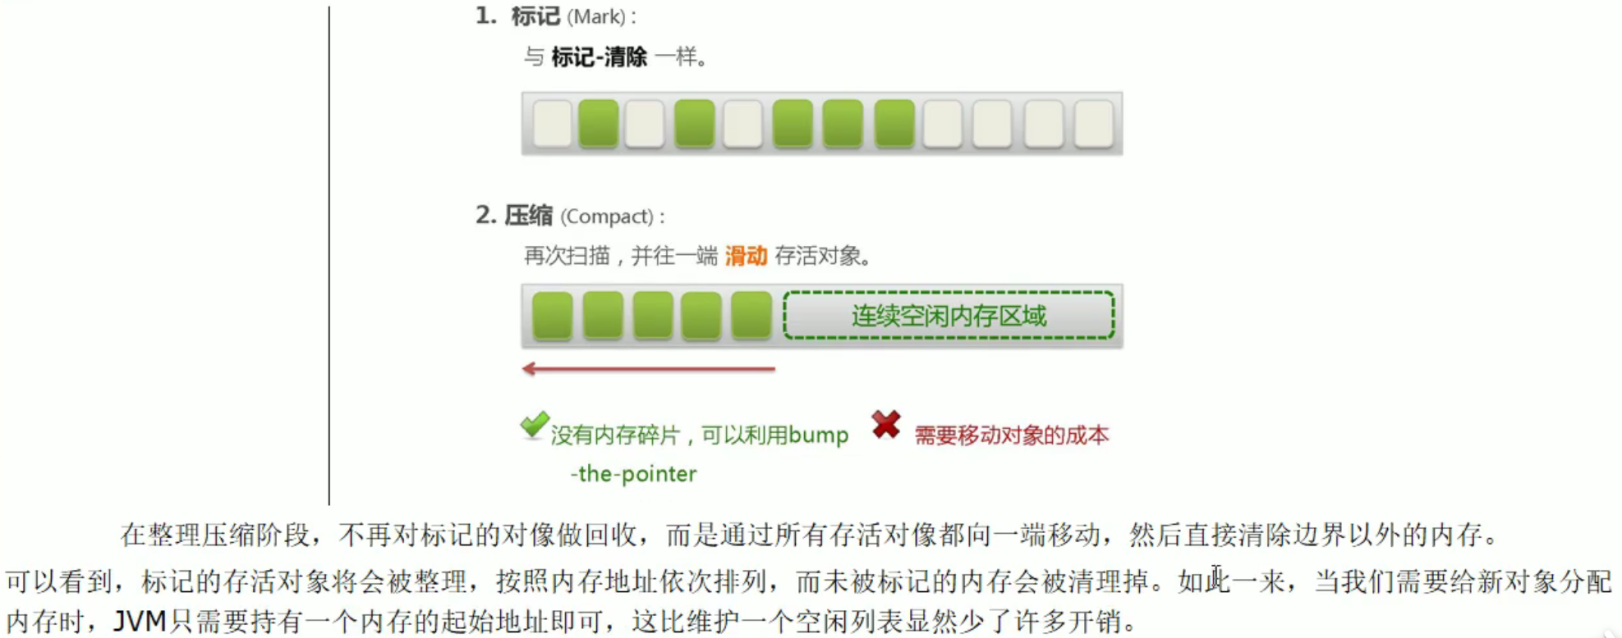 1. 标记 (Mark) :
与 标记-清除 一样。
2. 压缩 (Compact) :
再次扫描，并往一端 滑动 存活对象。
连续空闲内存区域
没有内存碎片，可以利用bump
-the-pointer
需要移动对象的成本
在整理压缩阶段，不再对标记的对像做回收，而是通过所有存活对像都向一端移动，然后直接清除边界以外的内存。
可以看到，标记的存活对象将会被整理，按照内存地址依次排列，而未被标记的内存会被清理掉。如此一来，当我们需要给新对象分配
内存时，JVM只需要持有一个内存的起始地址即可，这比维护一个空闲列表显然少了许多开销。